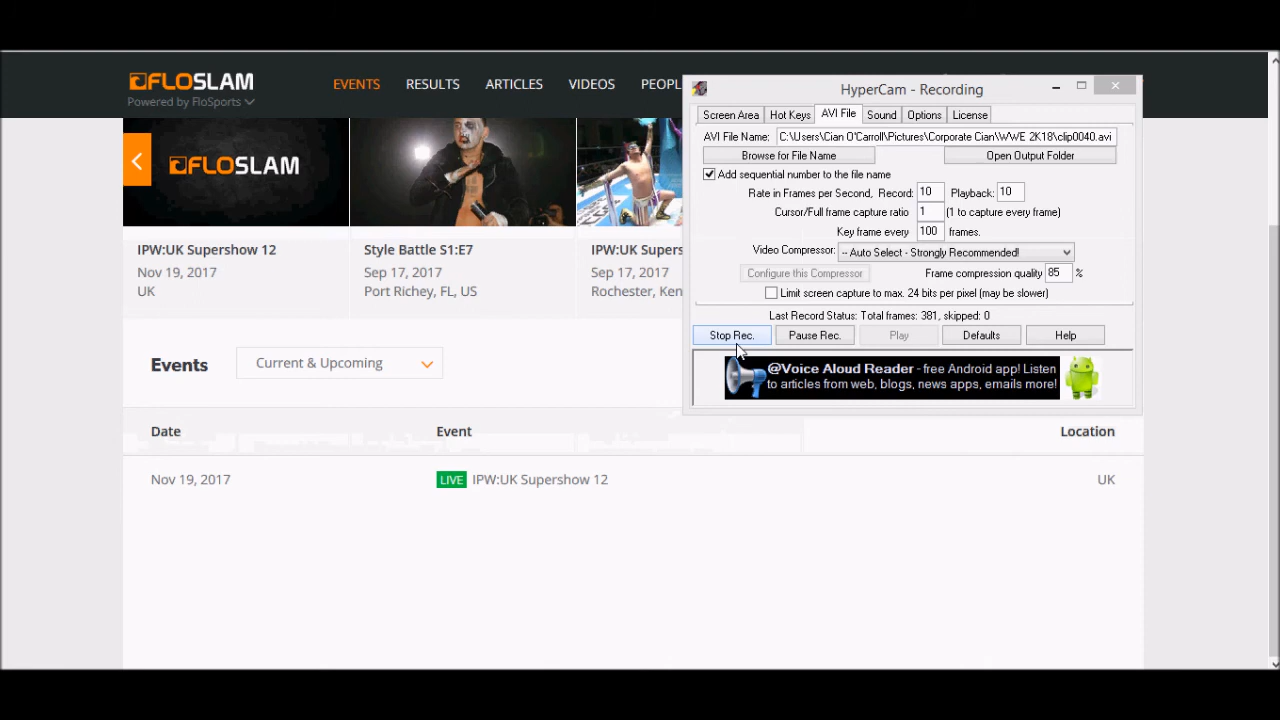 FLOSLAM
Powered by FloSports
EVENTS RESULTS ARTICLES VIDEOS PEOPL
FLOSLAM
IPW:UK Supershow 12
Nov 19, 2017
UK
Style Battle S1:E7
Sep 17, 2017
Port Richey, FL, US
IPW:UK Supers
Sep 17, 2017
Rochester, Ken
HyperCam - Recording
Screen Area Hot Keys AVI File Sound Options License
AVI File Name: C:\Users\Cian O'Carroll\Pictures\Corporate Cian\WWE 2K18\clip0040.avi
Browse for File Name Open Output Folder
Add sequential number to the file name
Rate in Frames per Second, Record: 10 Playback: 10
Cursor/Full frame capture ratio 1 (1 to capture every frame)
Key frame every 100 frames.
Video Compressor: -- Auto Select - Strongly Recommended!
Configure this Compressor Frame compression quality 85 %
Limit screen capture to max. 24 bits per pixel (may be slower)
Last Record Status: Total frames: 381, skipped: 0
Stop Rec. Pause Rec. Play Defaults Help
@Voice Aloud Reader - free Android app! Listen
to articles from web, blogs, news apps, emails more!
Events Current & Upcoming
Date Event Location
Nov 19, 2017 LIVE IPW:UK Supershow 12 UK